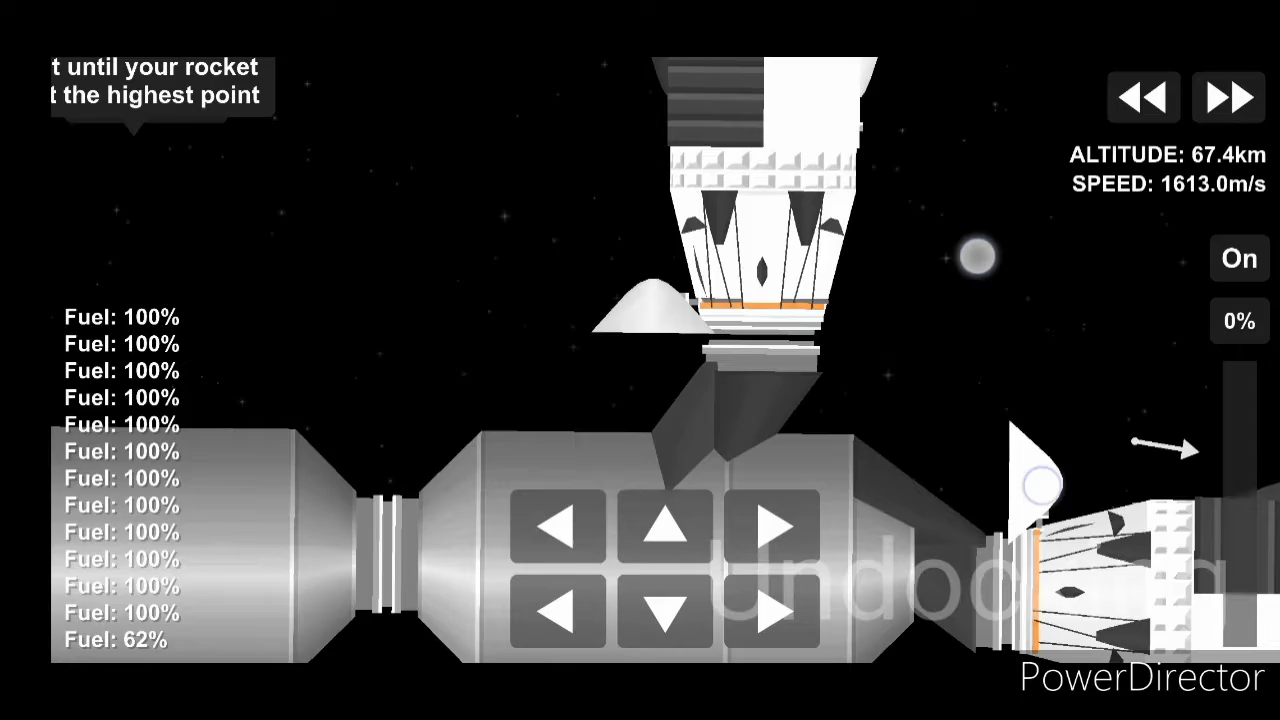 t until your rocket
t the highest point
ALTITUDE: 67.4km
SPEED: 1613.0m/s
On
0%
Fuel: 100%
Fuel: 100%
Fuel: 100%
Fuel: 100%
Fuel: 100%
Fuel: 100%
Fuel: 100%
Fuel: 100%
Fuel: 100%
Fuel: 100%
Fuel: 100%
Fuel: 100%
Fuel: 62%
Undocking
PowerDirector